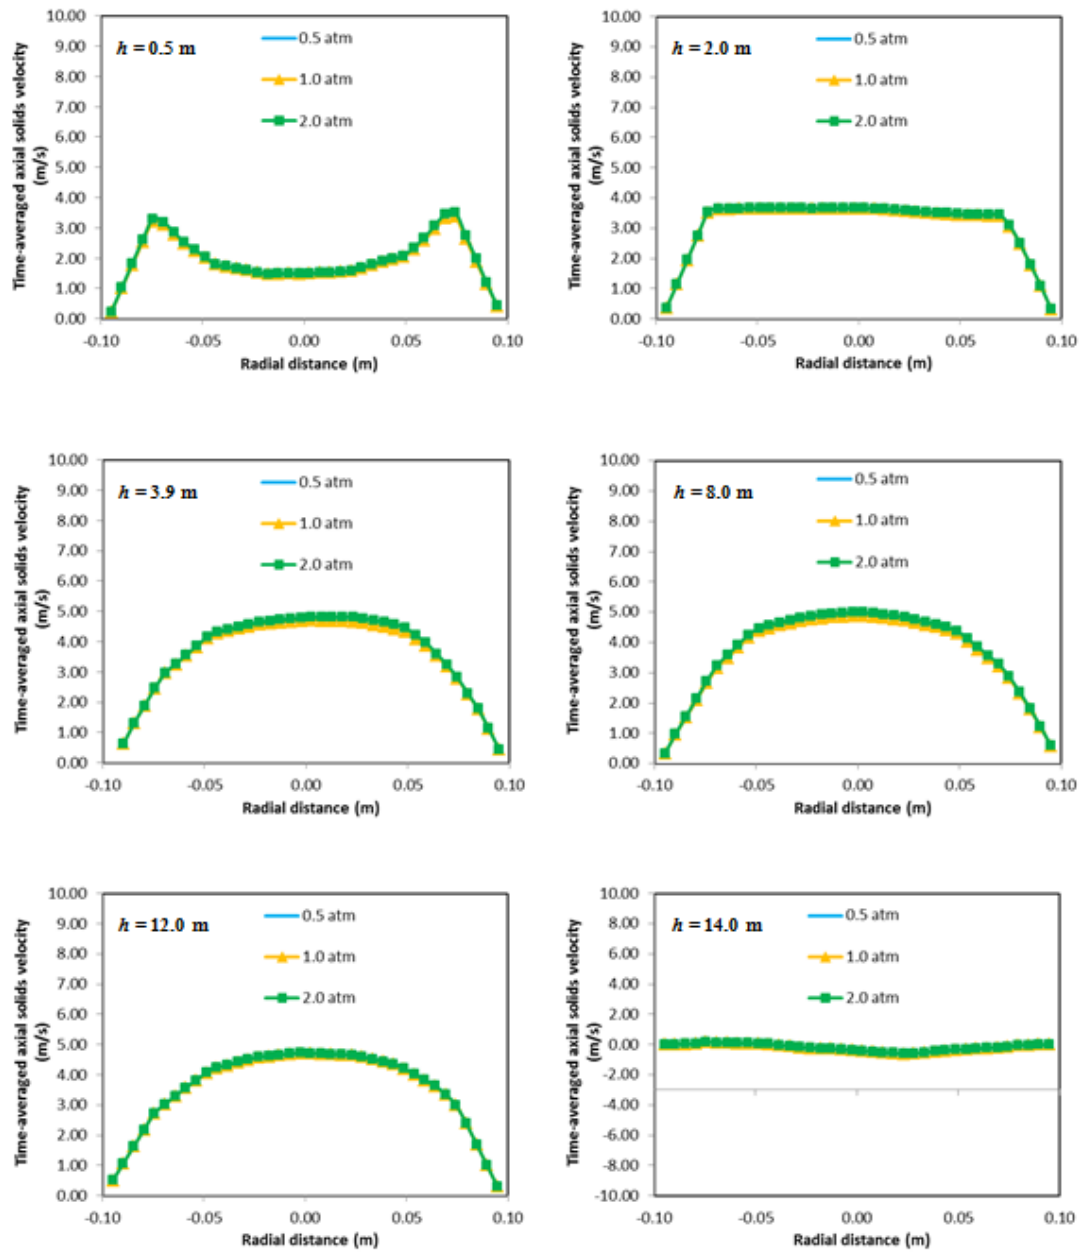 Time-averaged axial solids velocity
(m/s)
10.00
9.00
8.00
7.00
6.00
5.00
4.00
3.00
2.00
1.00
0.00
h = 0.5 m
0.5 atm
1.0 atm
2.0 atm
-0.10
-0.05
0.00
0.05
0.10
Radial distance (m)
Time-averaged axial solids velocity
(m/s)
10.00
9.00
8.00
7.00
6.00
5.00
4.00
3.00
2.00
1.00
0.00
h = 2.0 m
0.5 atm
1.0 atm
2.0 atm
-0.10
-0.05
0.00
0.05
0.10
Radial distance (m)
Time-averaged axial solids velocity
(m/s)
10.00
9.00
8.00
7.00
6.00
5.00
4.00
3.00
2.00
1.00
0.00
h = 3.9 m
0.5 atm
1.0 atm
2.0 atm
-0.10
-0.05
0.00
0.05
0.10
Radial distance (m)
Time-averaged axial solids velocity
(m/s)
10.00
9.00
8.00
7.00
6.00
5.00
4.00
3.00
2.00
1.00
0.00
h = 8.0 m
0.5 atm
1.0 atm
2.0 atm
-0.10
-0.05
0.00
0.05
0.10
Radial distance (m)
Time-averaged axial solids velocity
(m/s)
10.00
9.00
8.00
7.00
6.00
5.00
4.00
3.00
2.00
1.00
0.00
h = 12.0 m
0.5 atm
1.0 atm
2.0 atm
-0.10
-0.05
0.00
0.05
0.10
Radial distance (m)
Time-averaged axial solids velocity
(m/s)
10.00
8.00
6.00
4.00
2.00
0.00
-2.00
-4.00
-6.00
-8.00
-10.00
h = 14.0 m
0.5 atm
1.0 atm
2.0 atm
-0.10
-0.05
0.00
0.05
0.10
Radial distance (m)